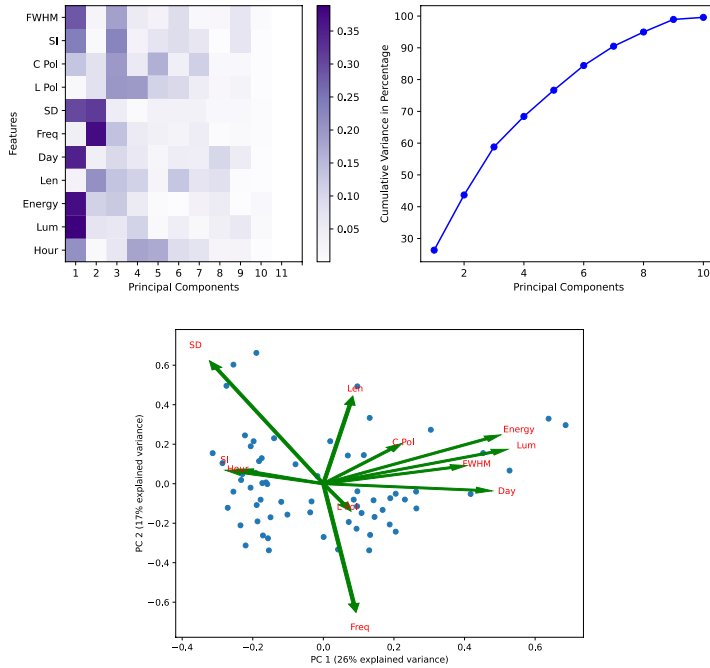 FWHM
SI
C Pol
L Pol
SD
Freq
Day
Len
Energy
Lum
Hour
Features
1 2 3 4 5 6 7 8 9 10 11
Principal Components
0.35
0.30
0.25
0.20
0.15
0.10
0.05
100
90
80
70
60
50
40
30
Cumulative Variance in Percentage
2 4 6 8 10
Principal Components
0.6
0.4
0.2
0.0
−0.2
−0.4
−0.6
PC 2 (17% explained variance)
SD
Len
C Pol
Energy
Lum
SI
Hour
FWHM
Day
L Pol
Freq
−0.4 −0.2 0.0 0.2 0.4 0.6
PC 1 (26% explained variance)